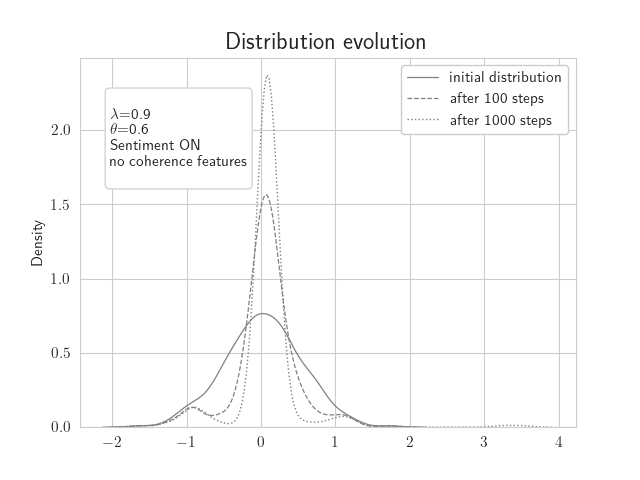 Distribution evolution
initial distribution
after 100 steps
after 1000 steps
λ=0.9
θ=0.6
Sentiment ON
no coherence features
Density
2.0
1.5
1.0
0.5
0.0
−2 −1 0 1 2 3 4